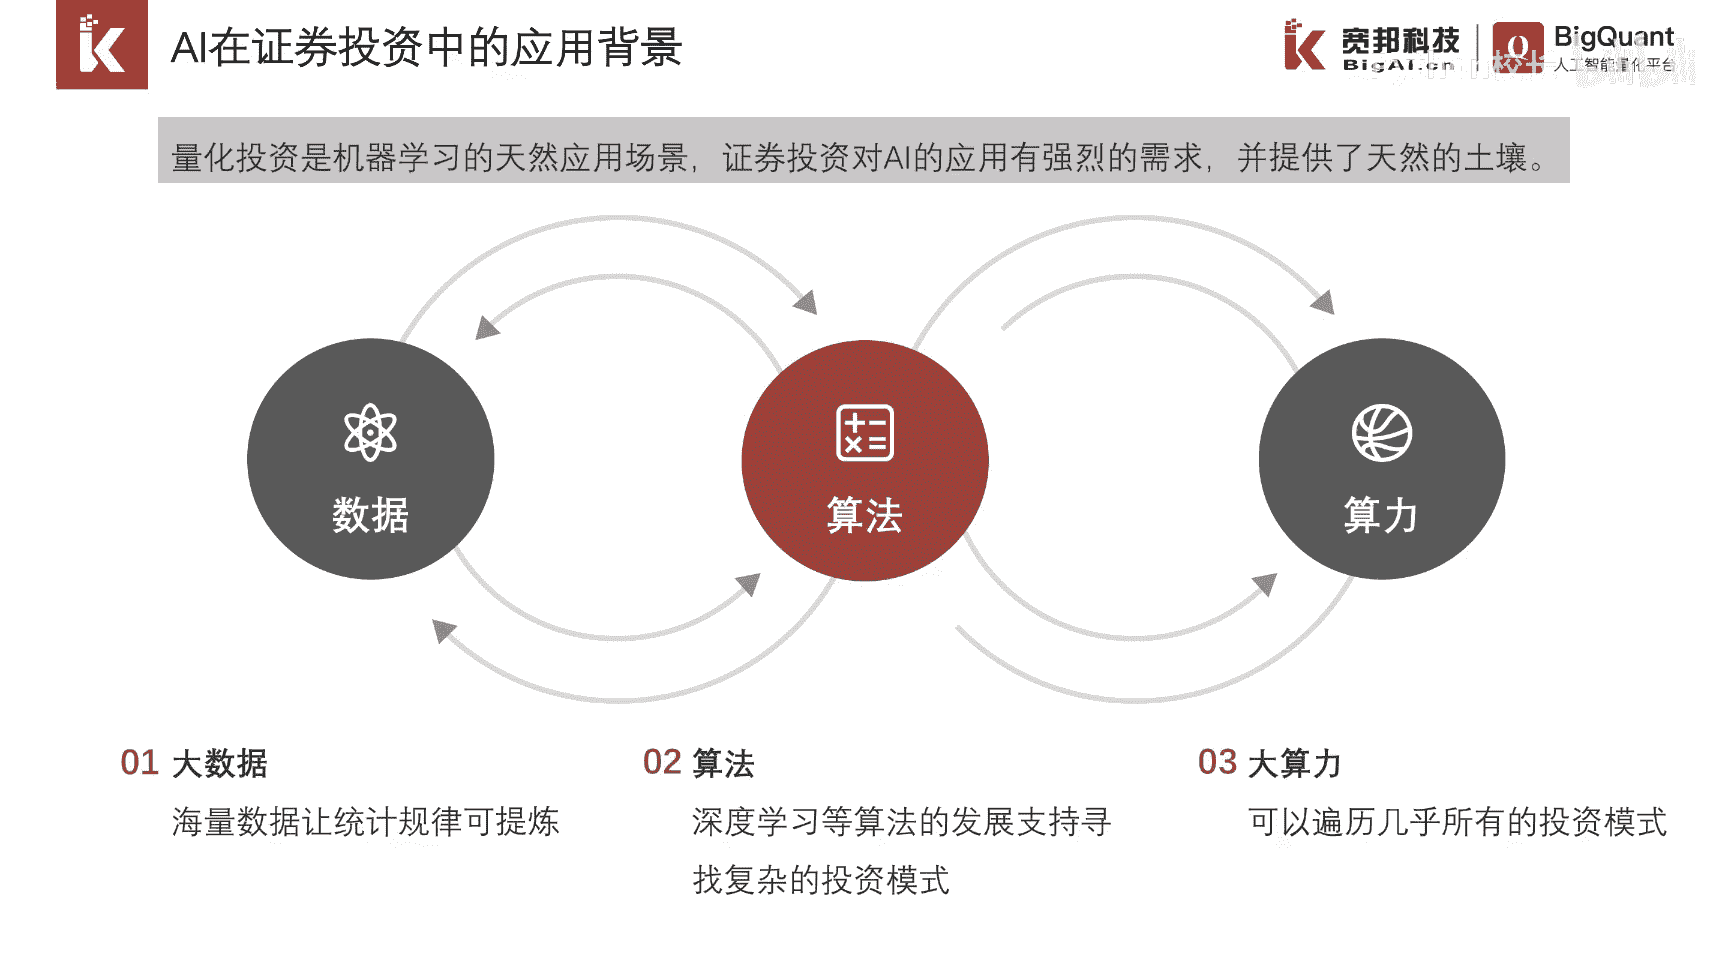 AI在证券投资中的应用背景
宽邦科技
BigAI.cn
BigQuant
人工智能量化平台
量化投资是机器学习的天然应用场景，证券投资对AI的应用有强烈的需求，并提供了天然的土壤。
数据
算法
算力
01 大数据
海量数据让统计规律可提炼
02 算法
深度学习等算法的发展支持寻
找复杂的投资模式
03 大算力
可以遍历几乎所有的投资模式